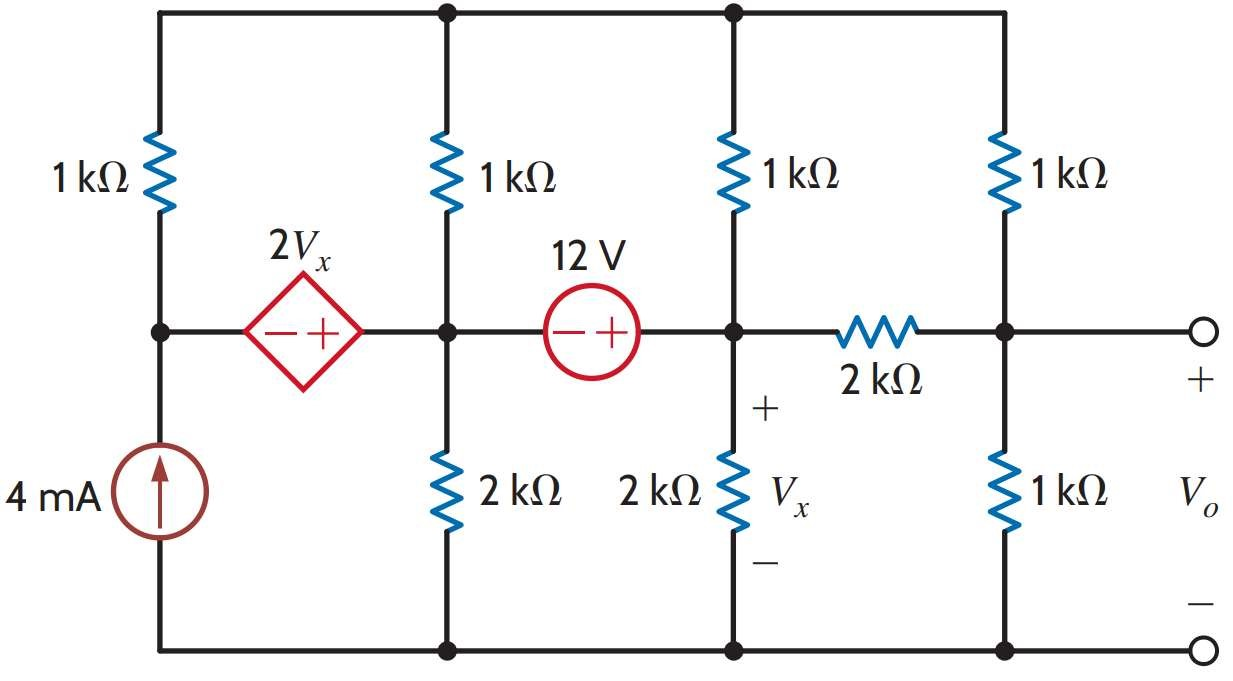 1 kΩ 1 kΩ 1 kΩ 1 kΩ
2Vₓ 12 V
− + − +
2 kΩ
+ +
4 mA 2 kΩ 2 kΩ Vₓ 1 kΩ Vₒ
− −